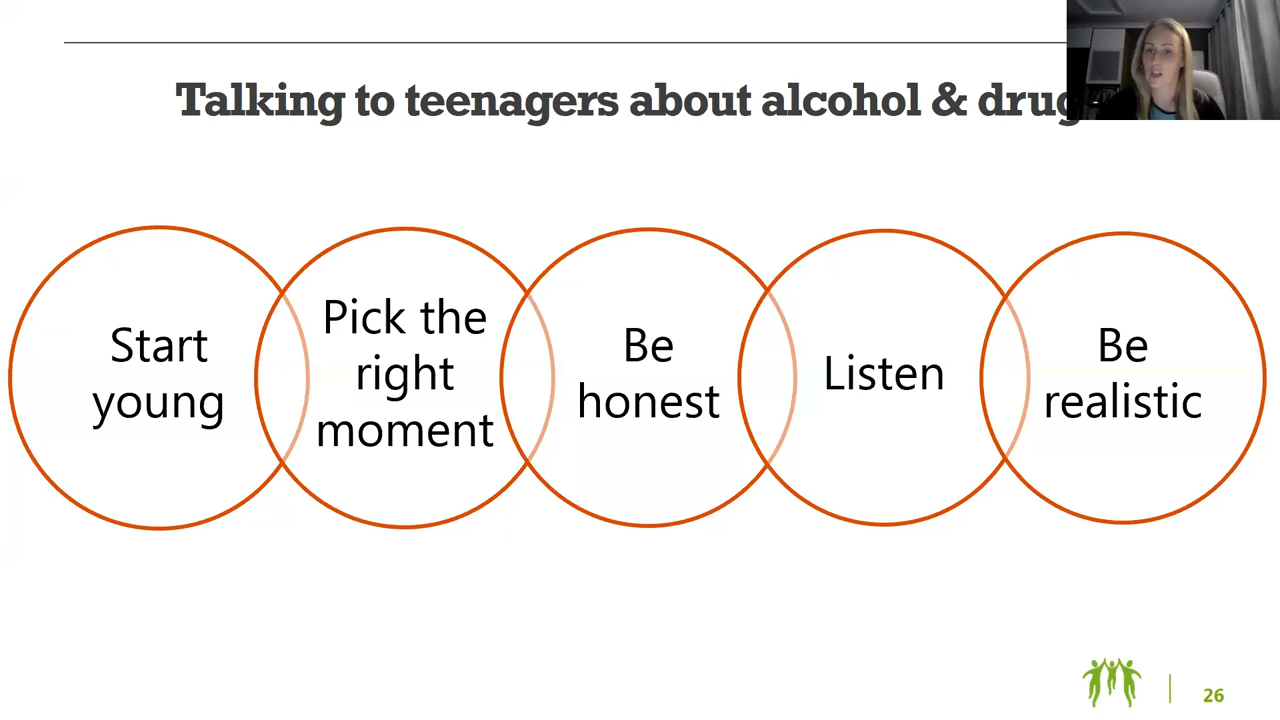 Talking to teenagers about alcohol & drug
Start
young
Pick the
right
moment
Be
honest
Listen
Be
realistic
26